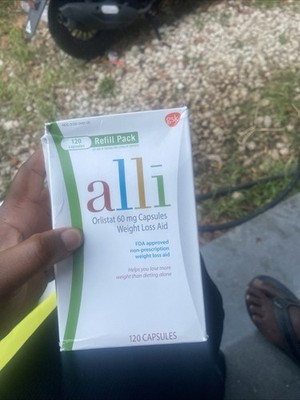 120
CAPSULES
Refill Pack
gsk
alli
Orlistat 60 mg Capsules
Weight Loss Aid
FDA approved
non-prescription
weight loss aid
Helps you lose more
weight than dieting alone
120 CAPSULES